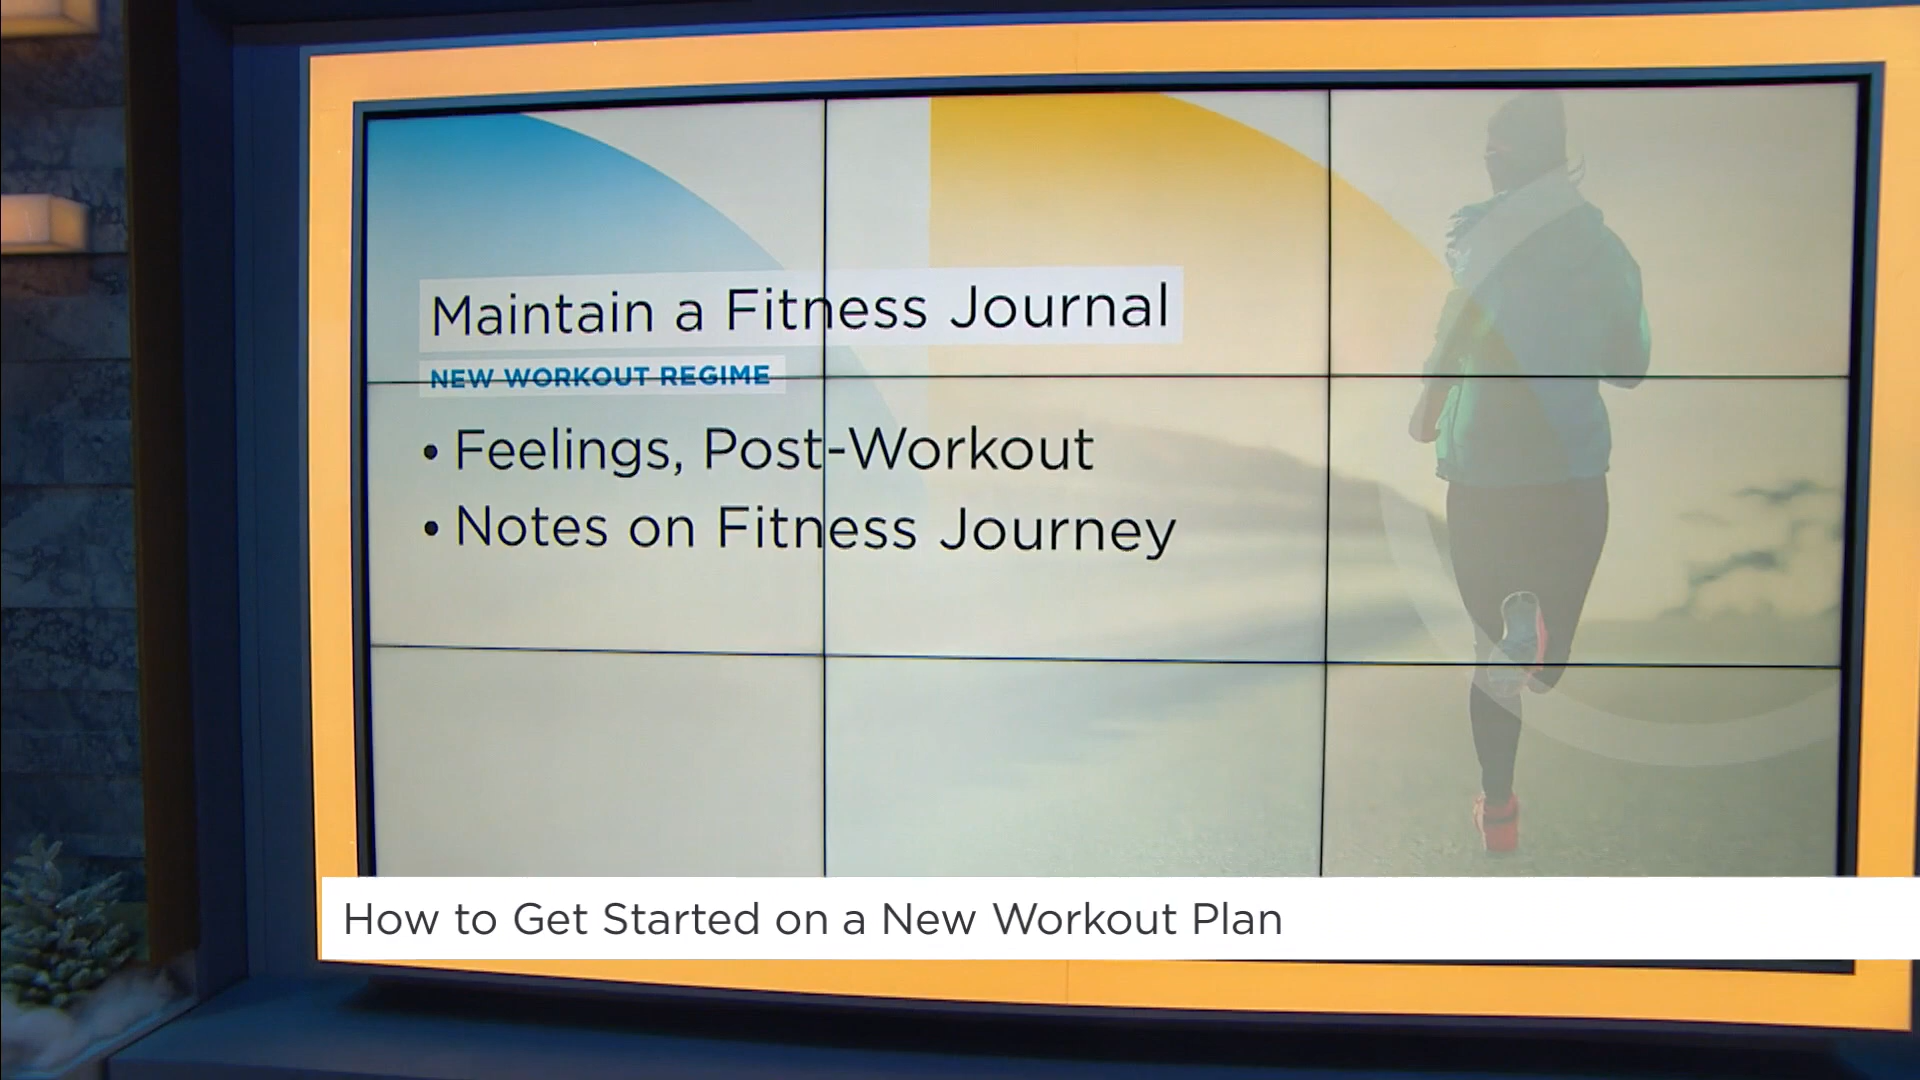 Maintain a Fitness Journal
NEW WORKOUT REGIME
• Feelings, Post-Workout
• Notes on Fitness Journey
How to Get Started on a New Workout Plan